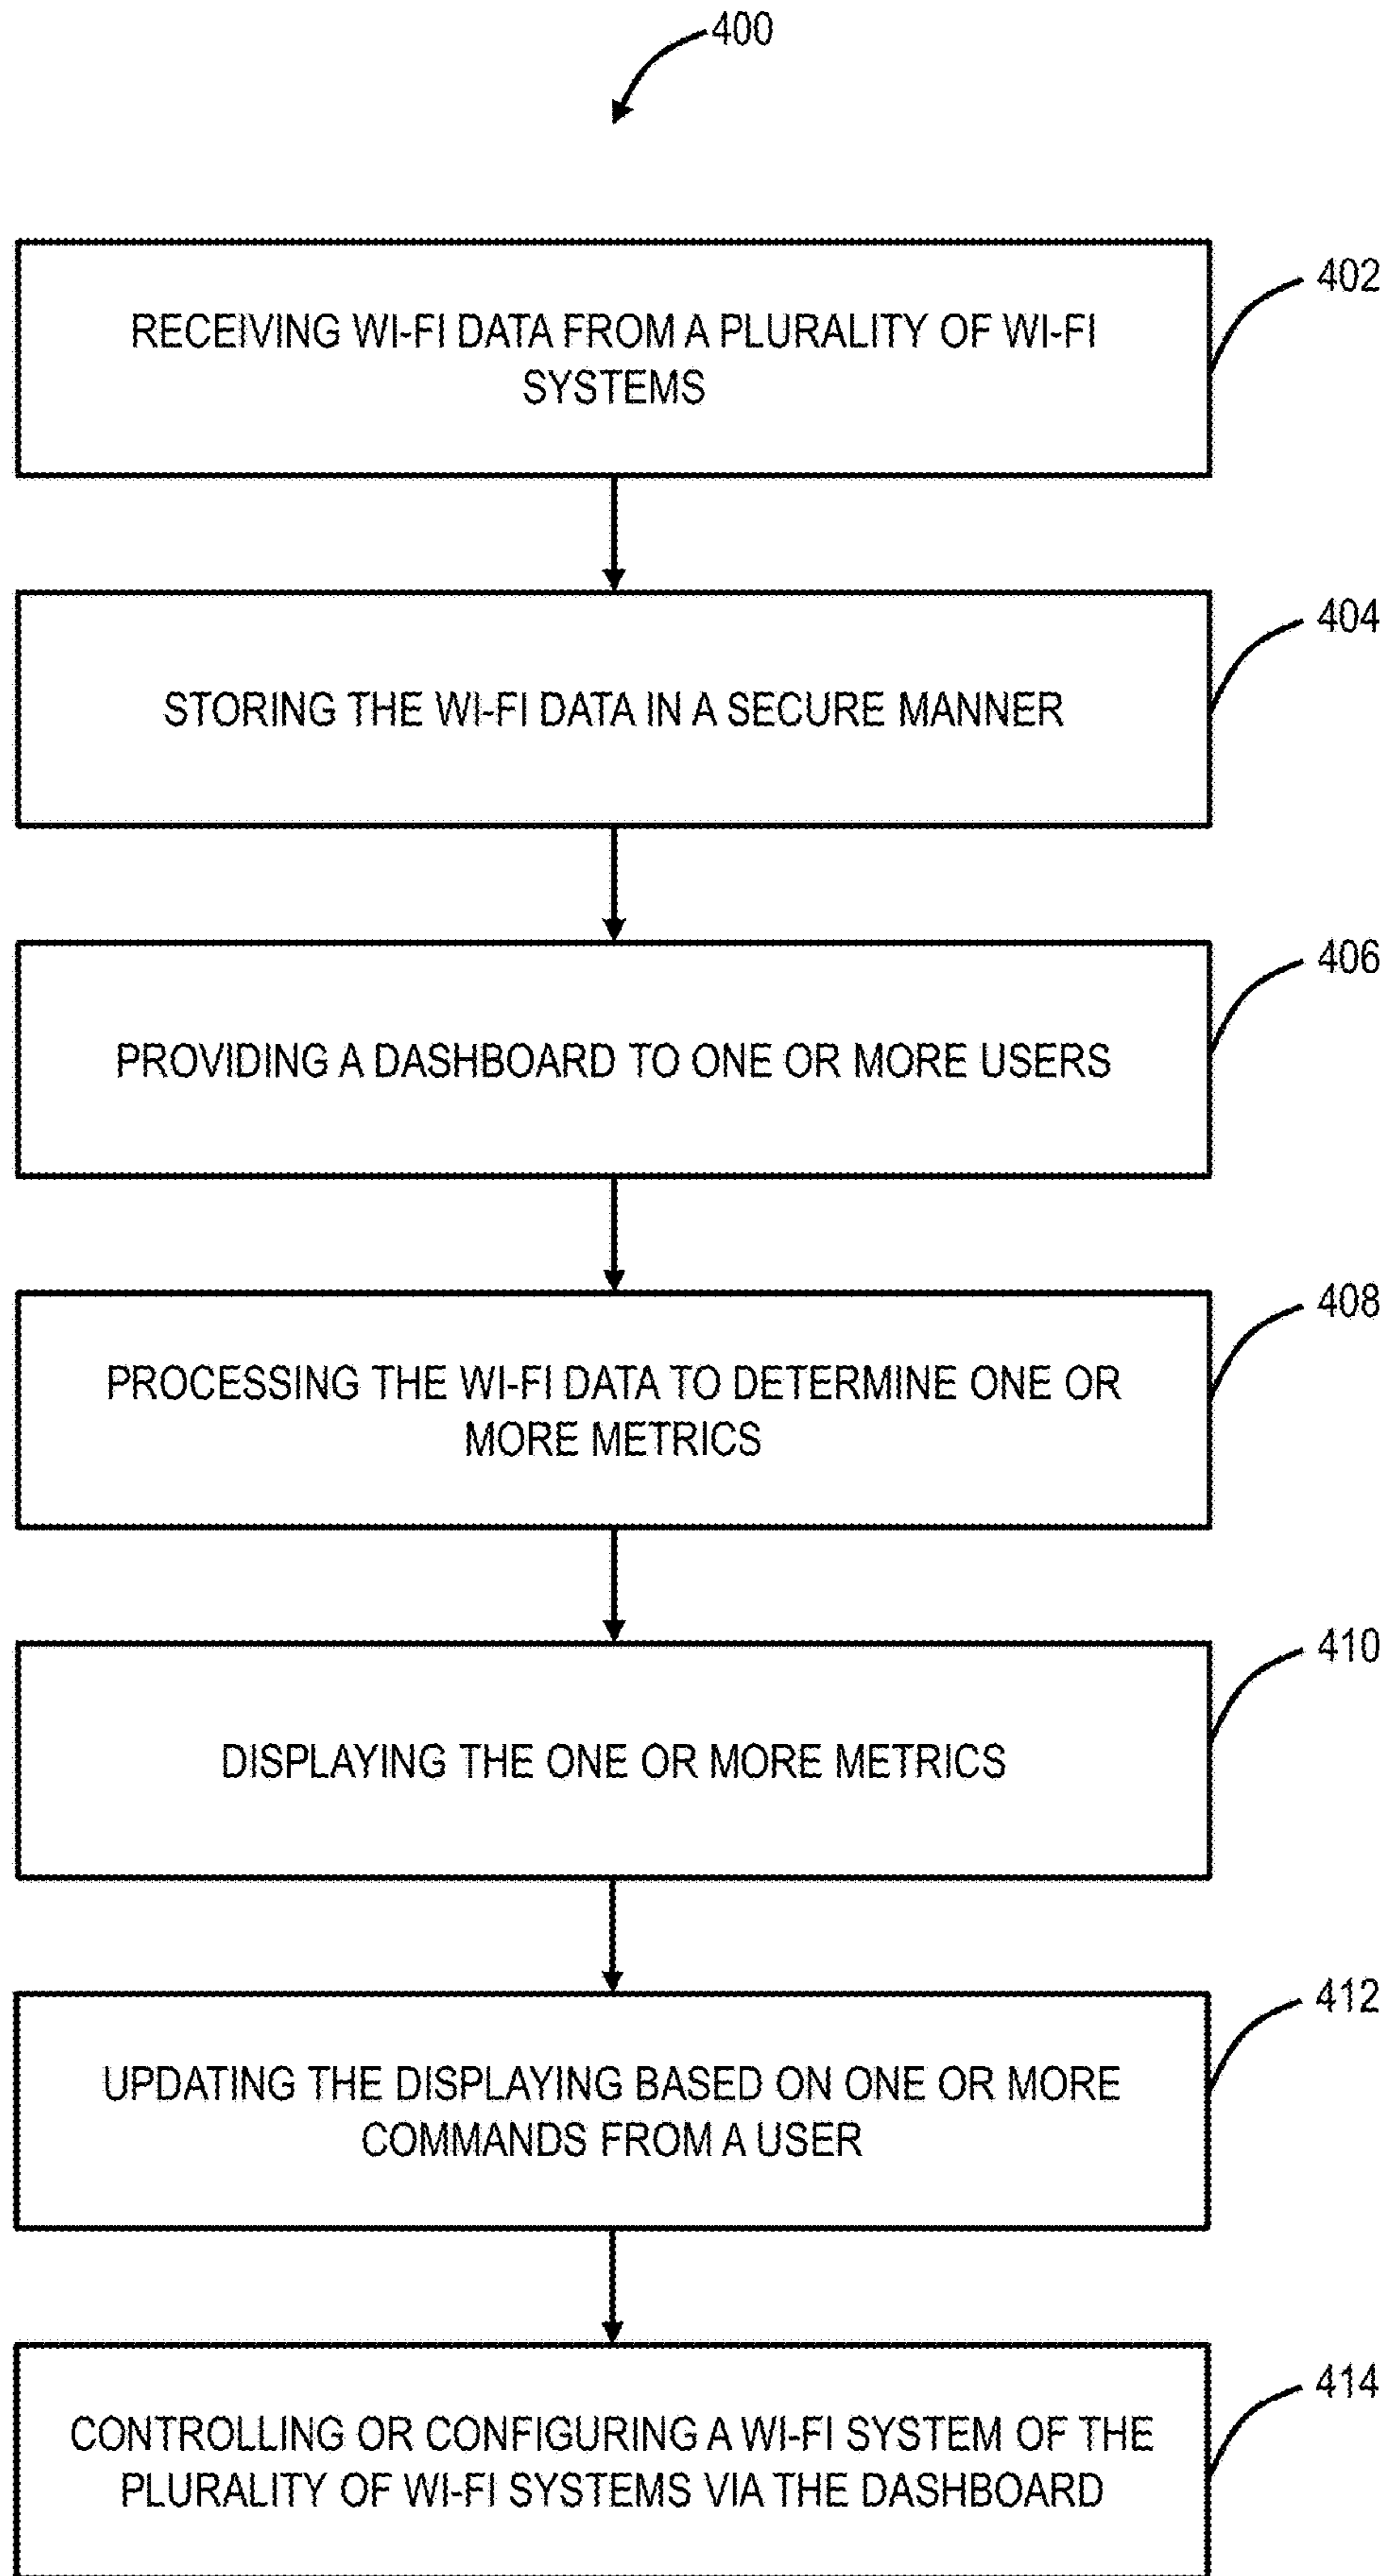 400
402
RECEIVING WI-FI DATA FROM A PLURALITY OF WI-FI
SYSTEMS
404
STORING THE WI-FI DATA IN A SECURE MANNER
406
PROVIDING A DASHBOARD TO ONE OR MORE USERS
408
PROCESSING THE WI-FI DATA TO DETERMINE ONE OR
MORE METRICS
410
DISPLAYING THE ONE OR MORE METRICS
412
UPDATING THE DISPLAYING BASED ON ONE OR MORE
COMMANDS FROM A USER
414
CONTROLLING OR CONFIGURING A WI-FI SYSTEM OF THE
PLURALITY OF WI-FI SYSTEMS VIA THE DASHBOARD